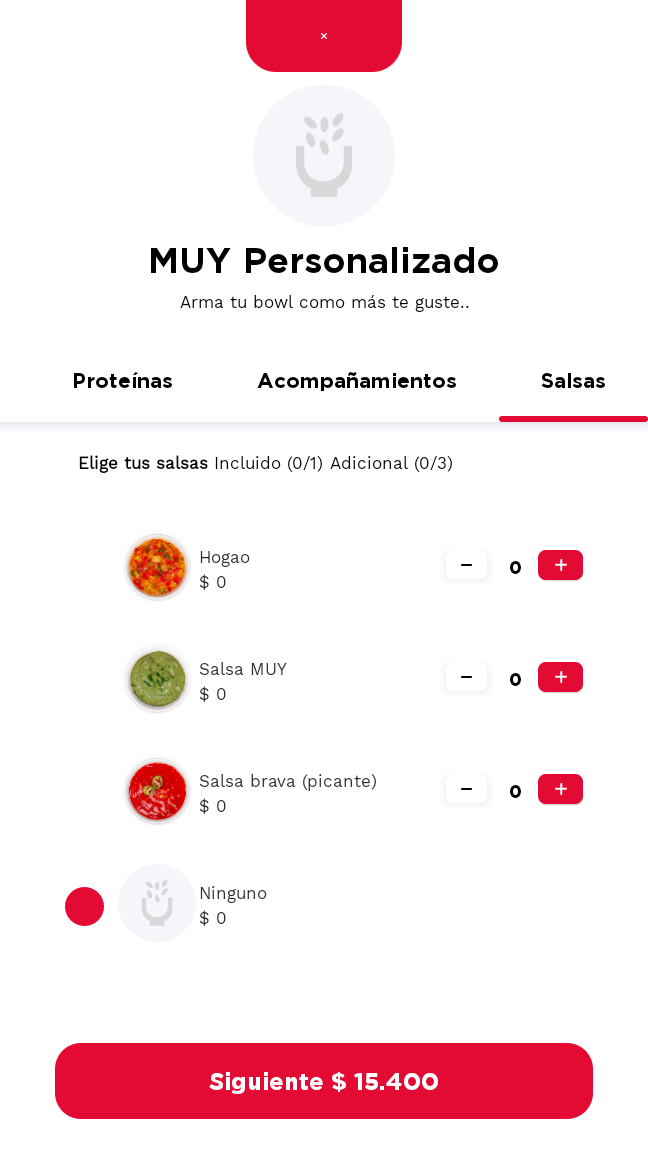 ×
MUY Personalizado
Arma tu bowl como más te guste..
Proteínas Acompañamientos Salsas
Elige tus salsas Incluido (0/1) Adicional (0/3)
Hogao
$ 0
− 0 +
Salsa MUY
$ 0
− 0 +
Salsa brava (picante)
$ 0
− 0 +
Ninguno
$ 0
Siguiente $ 15.400